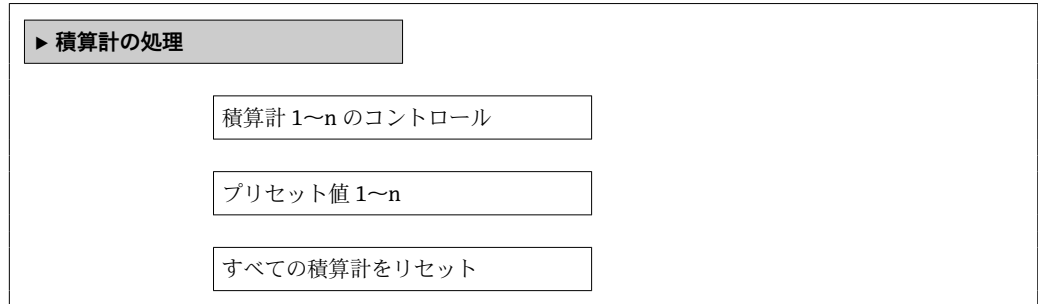 ▶ 積算計の処理
積算計 1～n のコントロール
プリセット値 1～n
すべての積算計をリセット